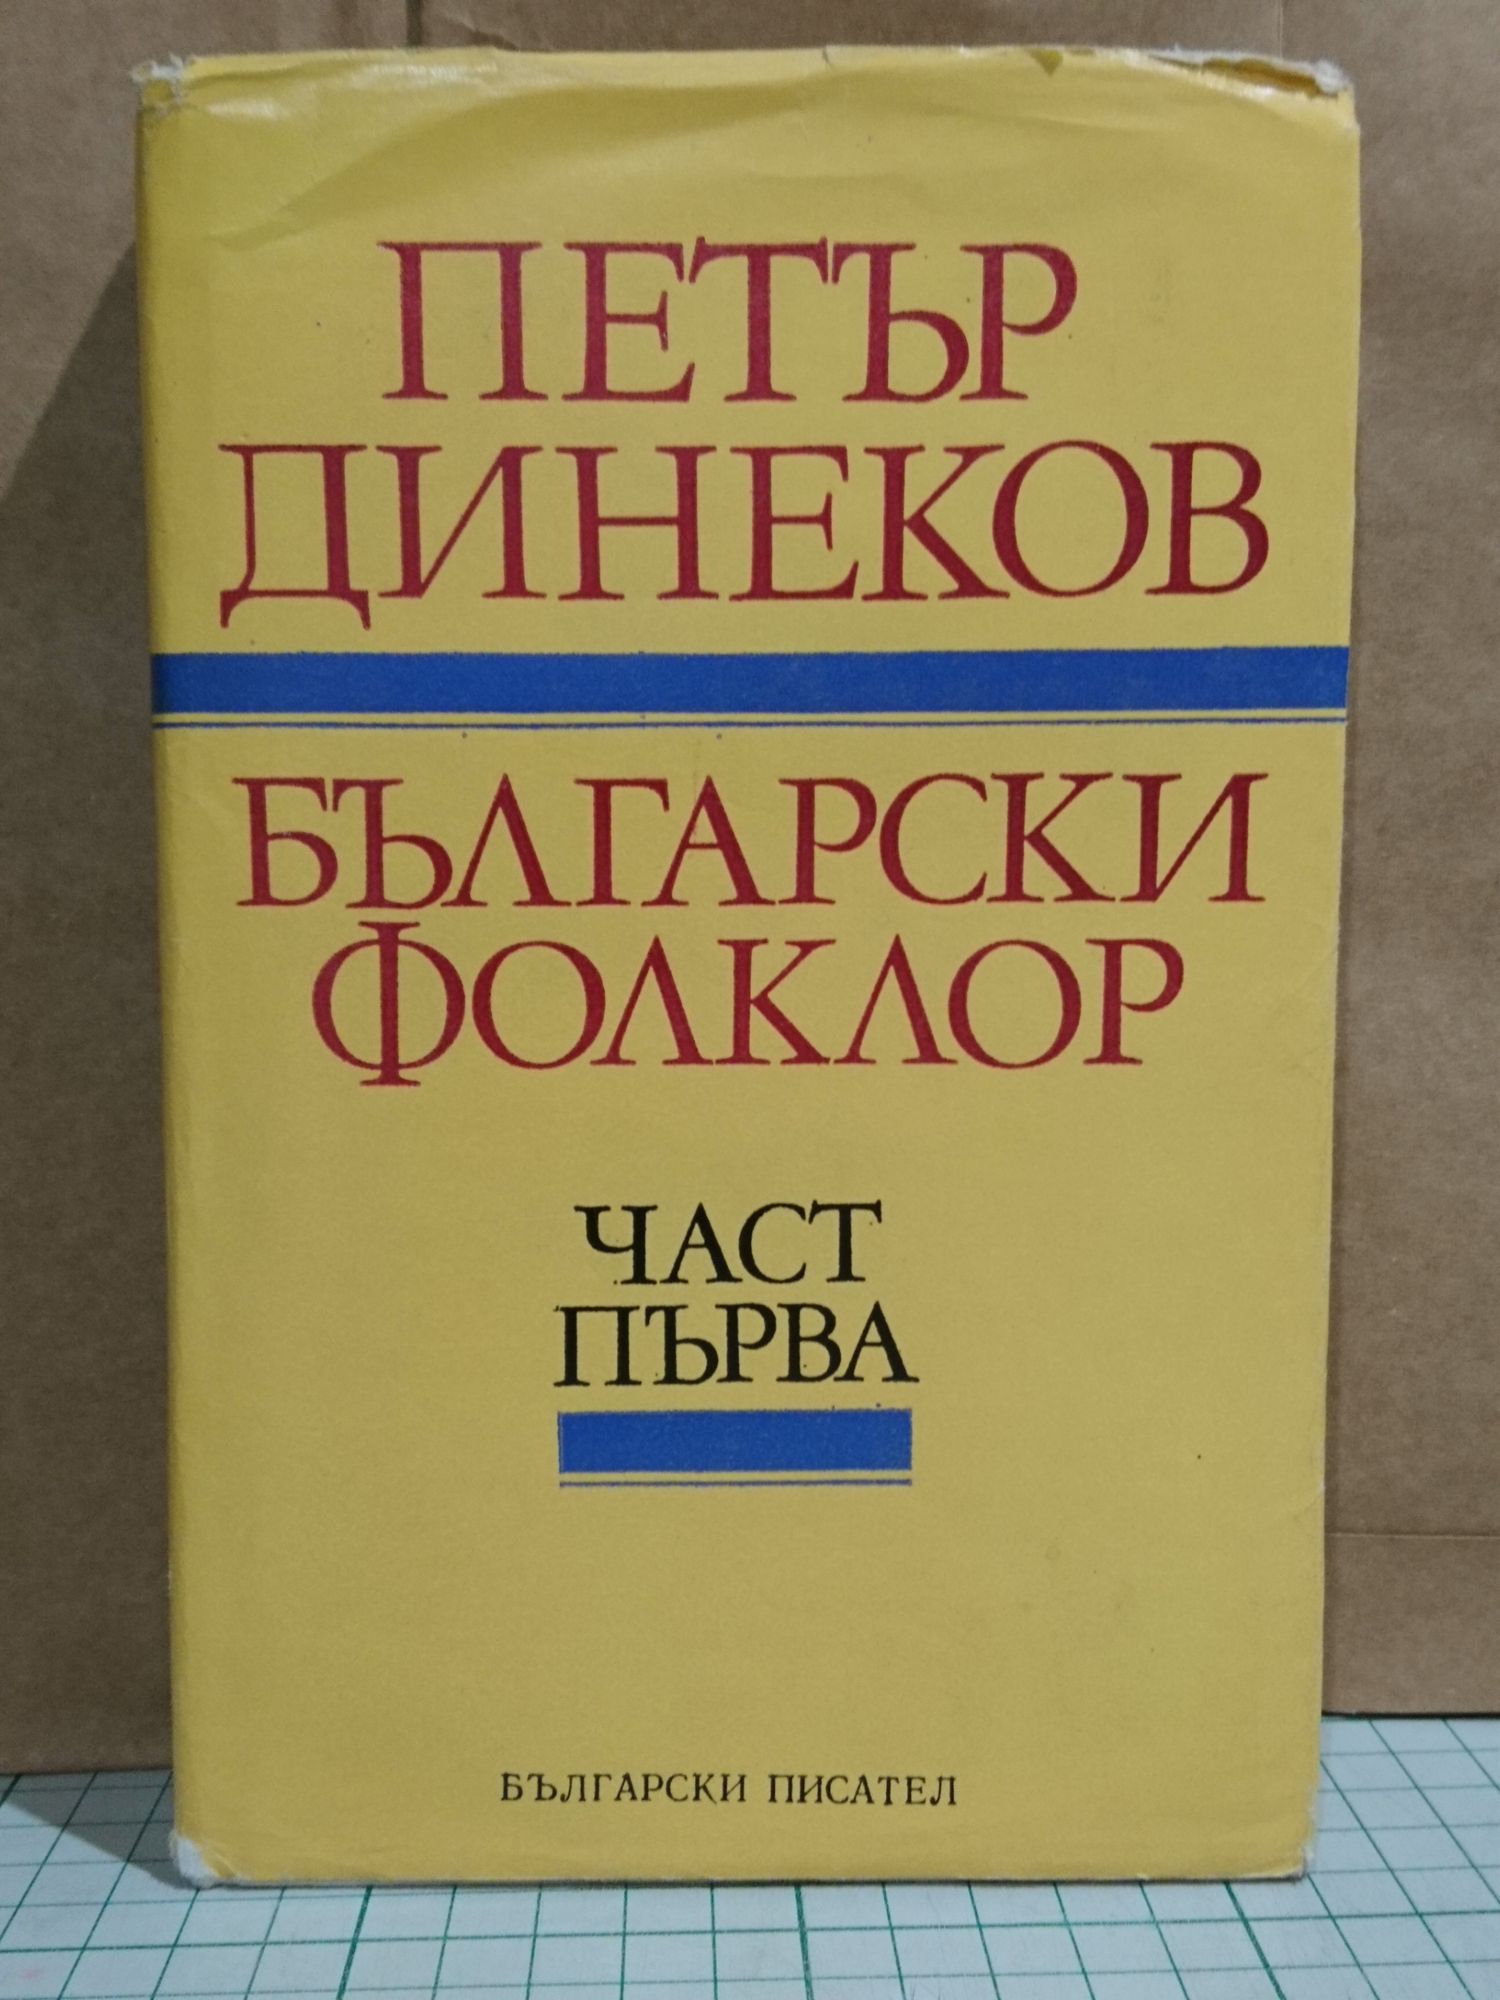 ПЕТЪР
ДИНЕКОВ
БЪЛГАРСКИ
ФОЛКЛОР
ЧАСТ
ПЪРВА
БЪЛГАРСКИ ПИСАТЕЛ